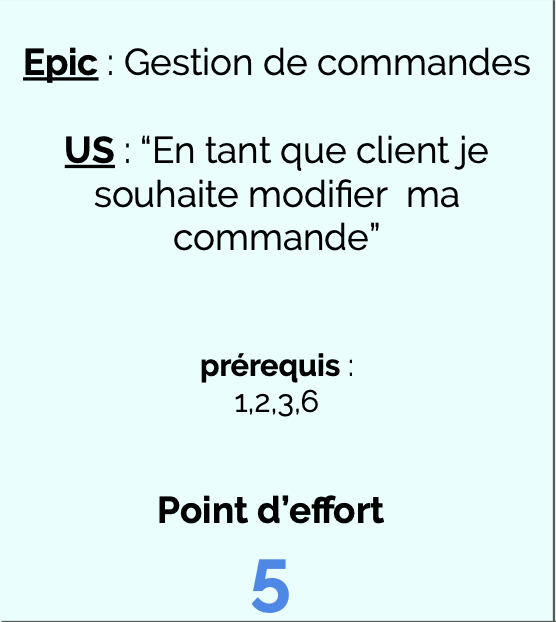 Epic : Gestion de commandes
US : “En tant que client je
souhaite modifier ma
commande”
prérequis :
1,2,3,6
Point d’effort
5